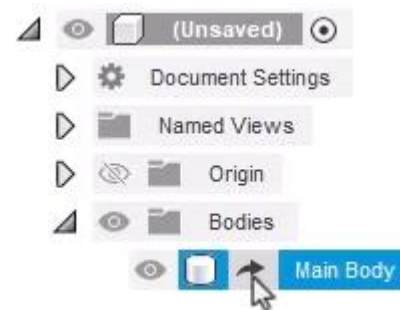 (Unsaved)
Document Settings
Named Views
Origin
Bodies
Main Body